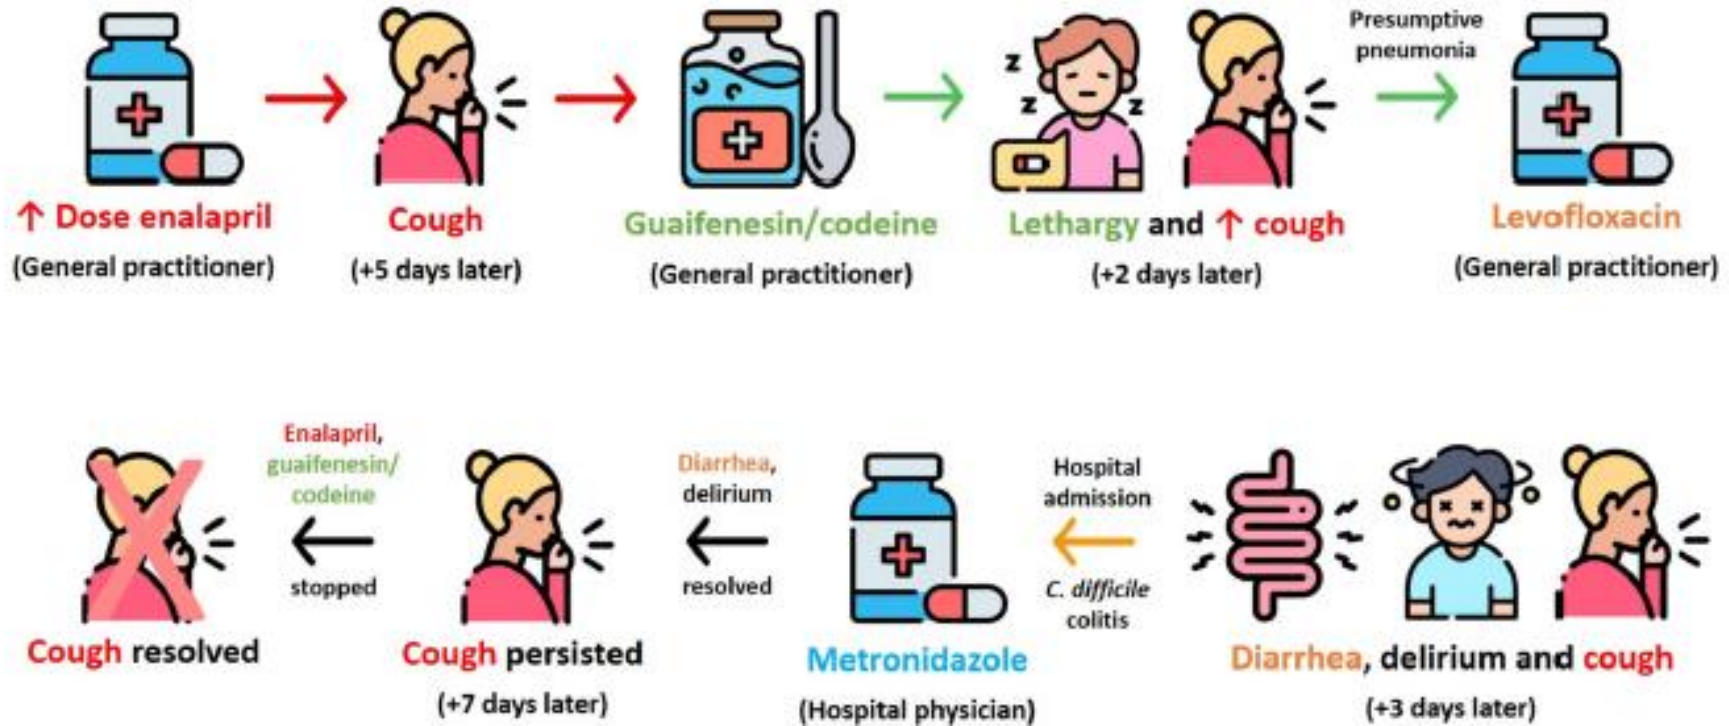 ↑ Dose enalapril
(General practitioner)
Cough
(+5 days later)
Guaifenesin/codeine
(General practitioner)
z
z
z
Lethargy and ↑ cough
(+2 days later)
Presumptive
pneumonia
Levofloxacin
(General practitioner)
Diarrhea, delirium and cough
(+3 days later)
Hospital
admission
C. difficile
colitis
Metronidazole
(Hospital physician)
Diarrhea,
delirium
resolved
Cough persisted
(+7 days later)
Enalapril,
guaifenesin/
codeine
stopped
Cough resolved